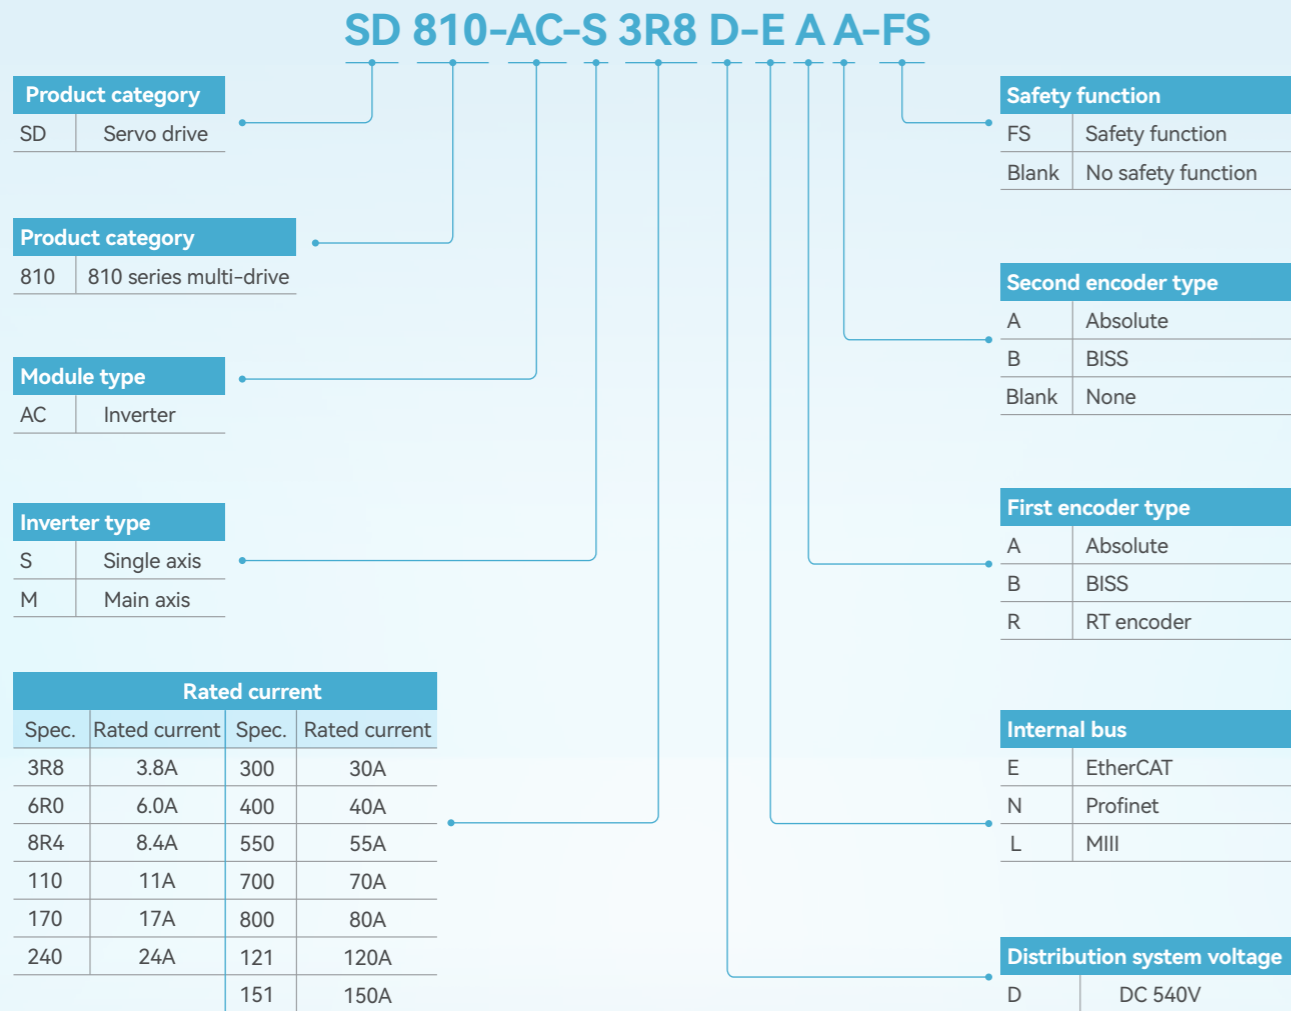 SD 810-AC-S 3R8 D-E A A-FS
Product category
SD Servo drive
Product category
810 810 series multi-drive
Module type
AC Inverter
Inverter type
S Single axis
M Main axis
Rated current
Spec. Rated current Spec. Rated current
3R8 3.8A 300 30A
6R0 6.0A 400 40A
8R4 8.4A 550 55A
110 11A 700 70A
170 17A 800 80A
240 24A 121 120A
151 150A
Safety function
FS Safety function
Blank No safety function
Second encoder type
A Absolute
B BISS
Blank None
First encoder type
A Absolute
B BISS
R RT encoder
Internal bus
E EtherCAT
N Profinet
L MIII
Distribution system voltage
D DC 540V